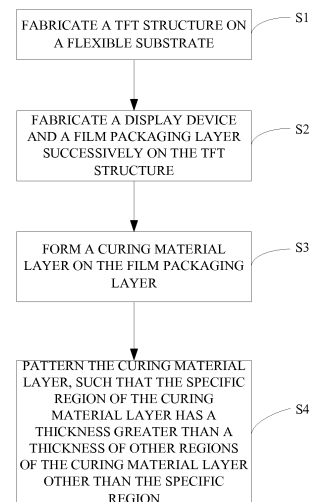 FABRICATE A TFT STRUCTURE ON
A FLEXIBLE SUBSTRATE
S1
FABRICATE A DISPLAY DEVICE
AND A FILM PACKAGING LAYER
SUCCESSIVELY ON THE TFT
STRUCTURE
S2
FORM A CURING MATERIAL
LAYER ON THE FILM PACKAGING
LAYER
S3
PATTERN THE CURING MATERIAL
LAYER, SUCH THAT THE SPECIFIC
REGION OF THE CURING
MATERIAL LAYER HAS A
THICKNESS GREATER THAN A
THICKNESS OF OTHER REGIONS
OF THE CURING MATERIAL LAYER
OTHER THAN THE SPECIFIC
REGION
S4